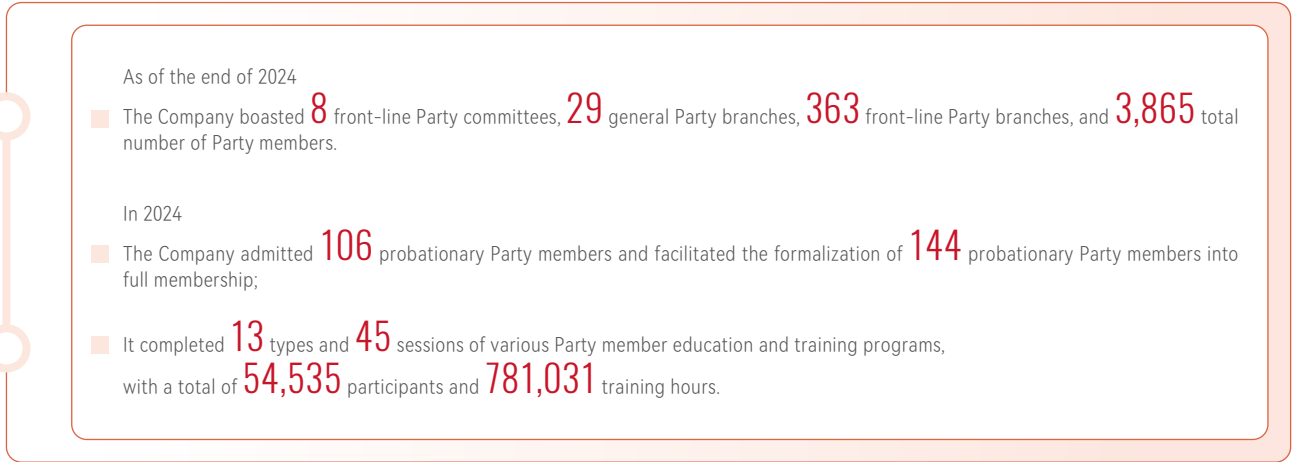 As of the end of 2024
The Company boasted 8 front-line Party committees, 29 general Party branches, 363 front-line Party branches, and 3,865 total
number of Party members.
In 2024
The Company admitted 106 probationary Party members and facilitated the formalization of 144 probationary Party members into
full membership;
It completed 13 types and 45 sessions of various Party member education and training programs,
with a total of 54,535 participants and 781,031 training hours.